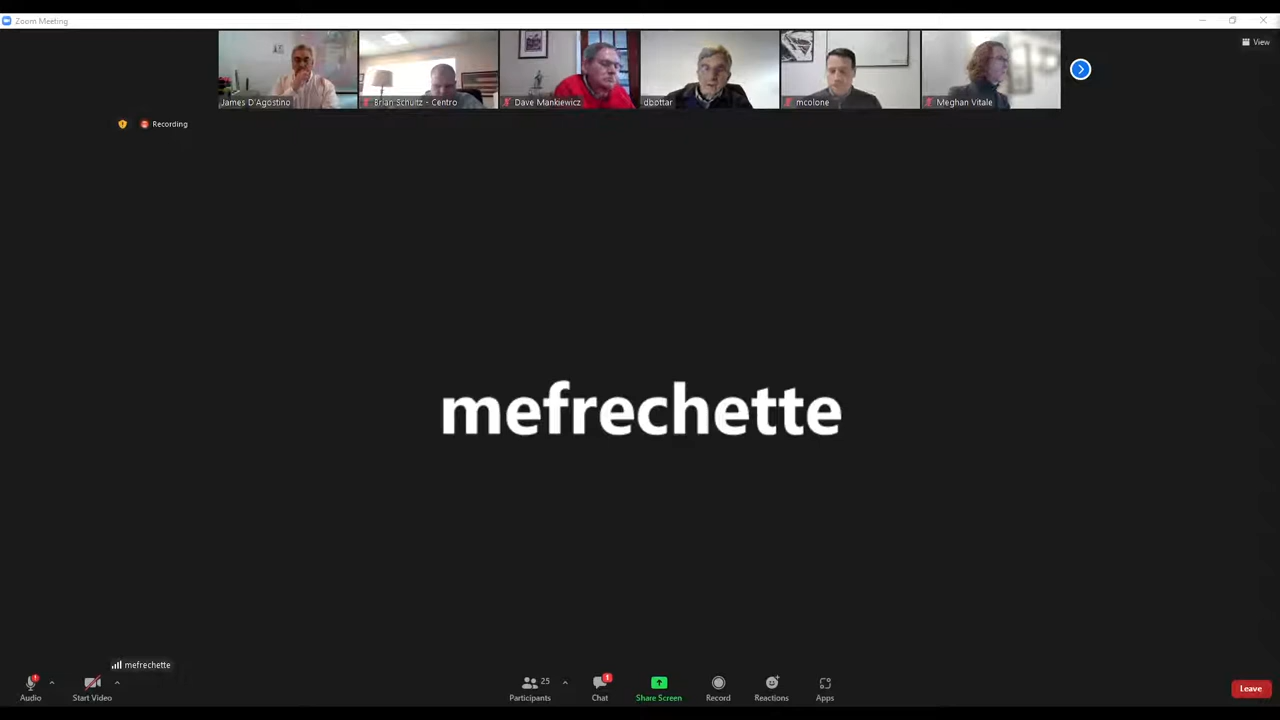 Zoom Meeting
View
James D'Agostino
Brian Schultz - Centro
Dave Mankiewicz
dbottar
mcolone
Meghan Vitale
Recording
mefrechette
mefrechette
25
1
Audio
Start Video
Participants
Chat
Share Screen
Record
Reactions
Apps
Leave